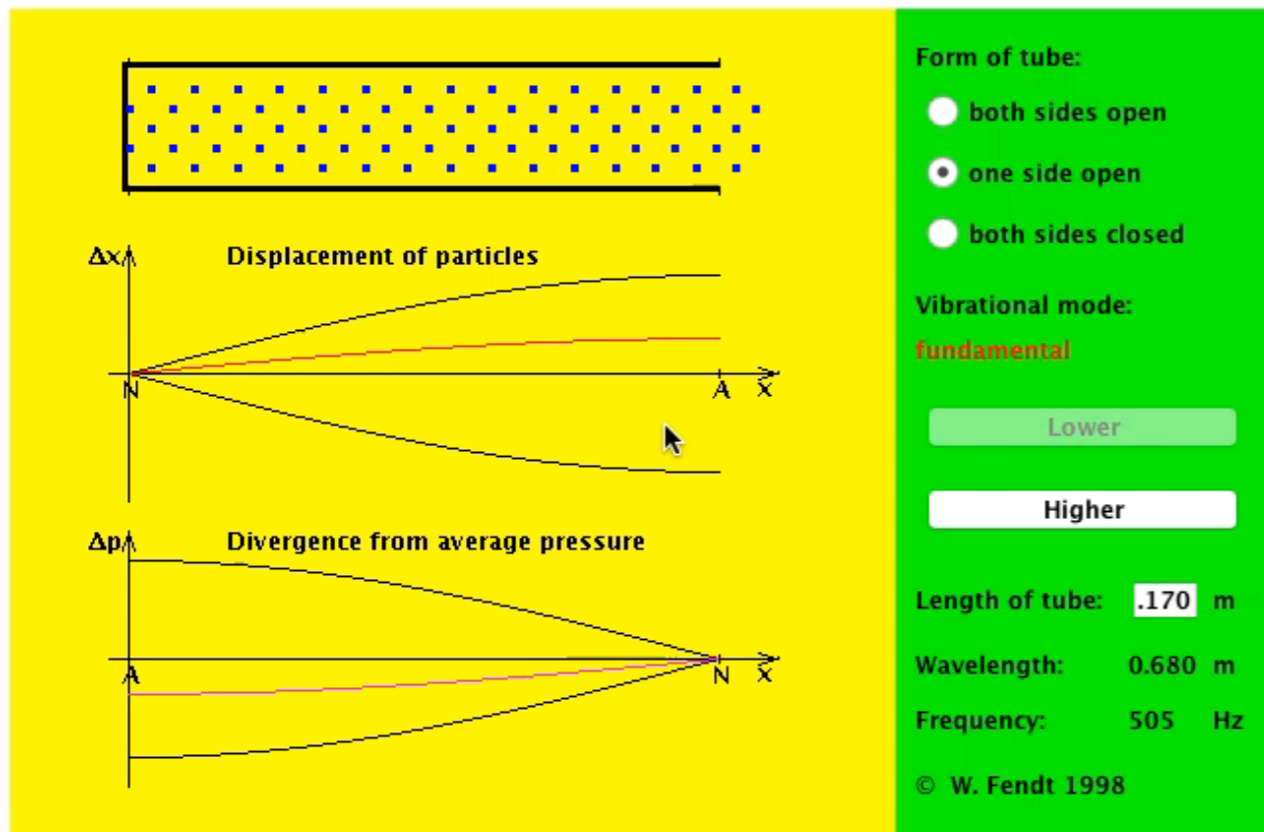 Δx
Displacement of particles
N
A
x
Δp
Divergence from average pressure
A
N
x
Form of tube:
both sides open
one side open
both sides closed
Vibrational mode:
fundamental
Lower
Higher
Length of tube: .170 m
Wavelength: 0.680 m
Frequency: 505 Hz
© W. Fendt 1998